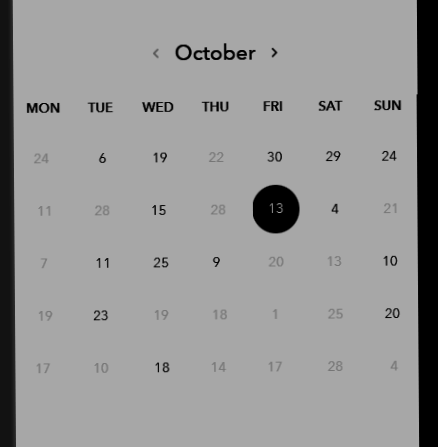 ‹ October ›
MON TUE WED THU FRI SAT SUN
24 6 19 22 30 29 24
11 28 15 28 13 4 21
7 11 25 9 20 13 10
19 23 19 18 1 25 20
17 10 18 14 17 28 4